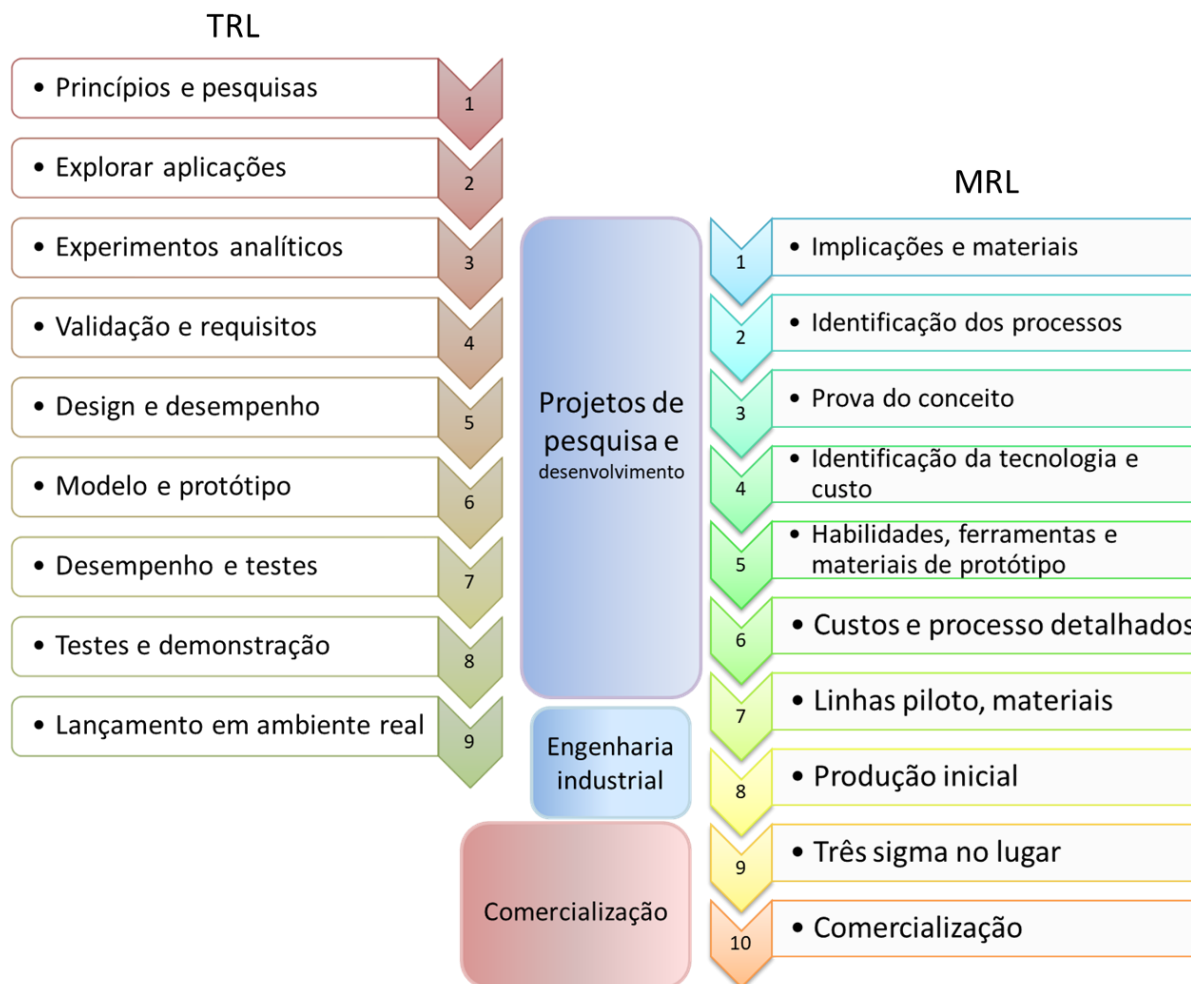 TRL
• Princípios e pesquisas
1
• Explorar aplicações
2
• Experimentos analíticos
3
• Validação e requisitos
4
• Design e desempenho
5
• Modelo e protótipo
6
• Desempenho e testes
7
• Testes e demonstração
8
• Lançamento em ambiente real
9
Projetos de
pesquisa e
desenvolvimento
Engenharia
industrial
Comercialização
MRL
1
• Implicações e materiais
2
• Identificação dos processos
3
• Prova do conceito
4
• Identificação da tecnologia e
custo
5
• Habilidades, ferramentas e
materiais de protótipo
6
• Custos e processo detalhados
7
• Linhas piloto, materiais
8
• Produção inicial
9
• Três sigma no lugar
10
• Comercialização